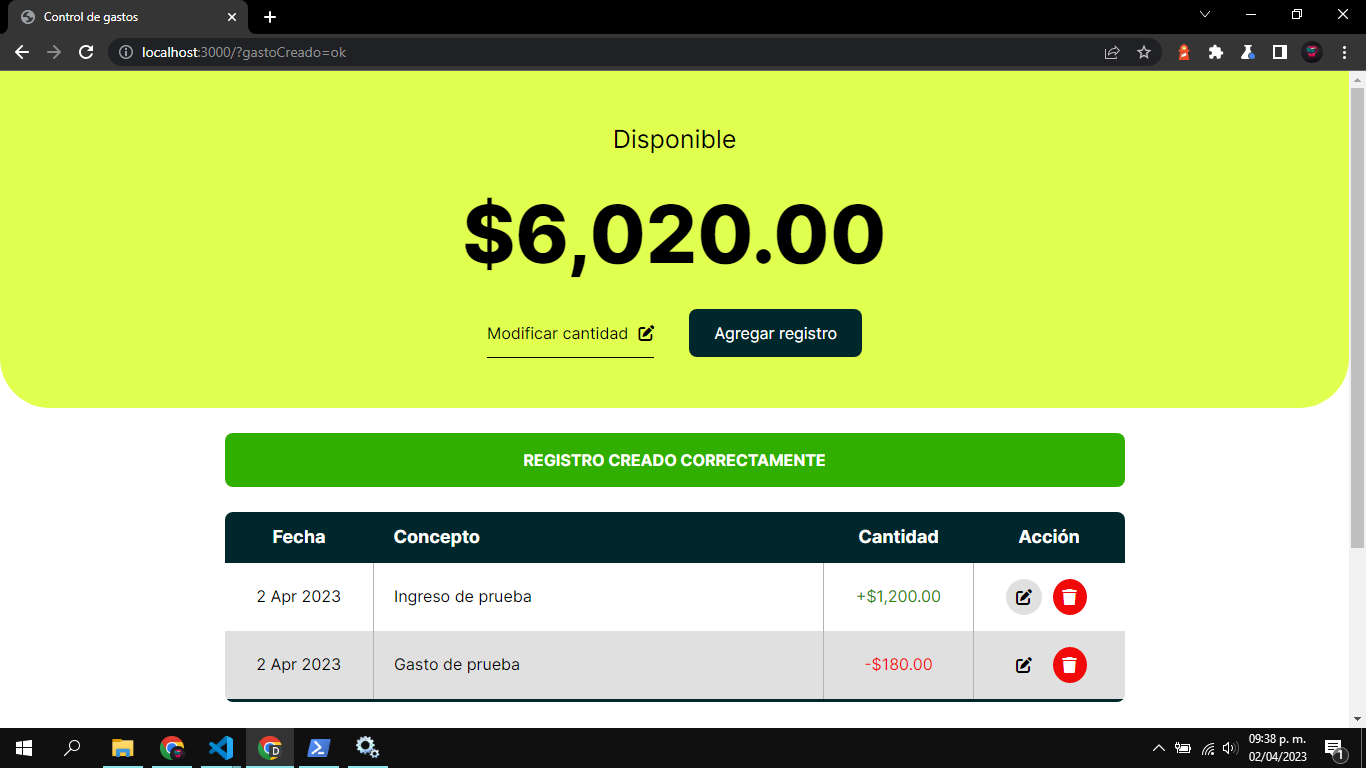 Control de gastos
localhost:3000/?gastoCreado=ok
Disponible
$6,020.00
Modificar cantidad
Agregar registro
REGISTRO CREADO CORRECTAMENTE
Fecha Concepto Cantidad Acción
2 Apr 2023 Ingreso de prueba +$1,200.00
2 Apr 2023 Gasto de prueba -$180.00
D
09:38 p. m.
02/04/2023
1